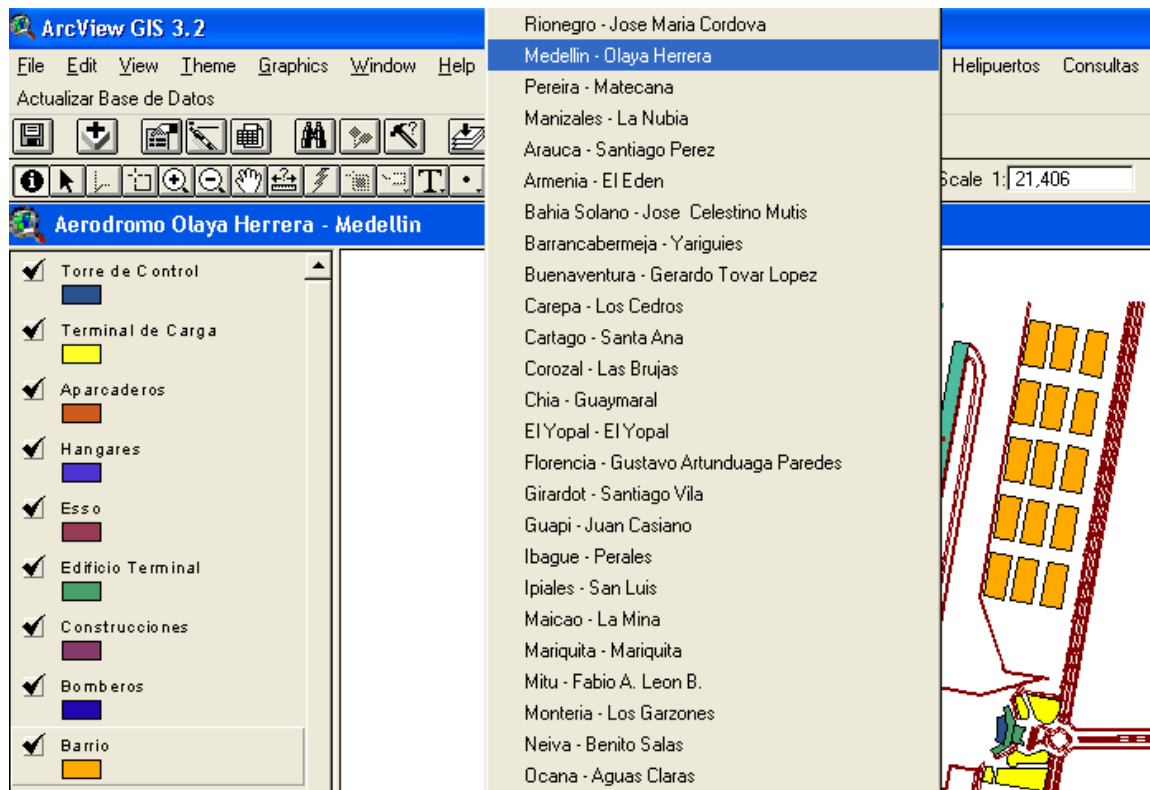 ArcView GIS 3.2
File Edit View Theme Graphics Window Help
Helipuertos Consultas
Actualizar Base de Datos
T
Scale 1: 21,406
Aerodromo Olaya Herrera - Medellin
Torre de Control
Terminal de Carga
Aparcaderos
Hangares
Esso
Edificio Terminal
Construcciones
Bomberos
Barrio
Rionegro - Jose Maria Cordova
Medellin - Olaya Herrera
Pereira - Matecana
Manizales - La Nubia
Arauca - Santiago Perez
Armenia - El Eden
Bahia Solano - Jose Celestino Mutis
Barrancabermeja - Yariguies
Buenaventura - Gerardo Tovar Lopez
Carepa - Los Cedros
Cartago - Santa Ana
Corozal - Las Brujas
Chia - Guaymaral
El Yopal - El Yopal
Florencia - Gustavo Artunduaga Paredes
Girardot - Santiago Vila
Guapi - Juan Casiano
Ibague - Perales
Ipiales - San Luis
Maicao - La Mina
Mariquita - Mariquita
Mitu - Fabio A. Leon B.
Monteria - Los Garzones
Neiva - Benito Salas
Ocana - Aguas Claras